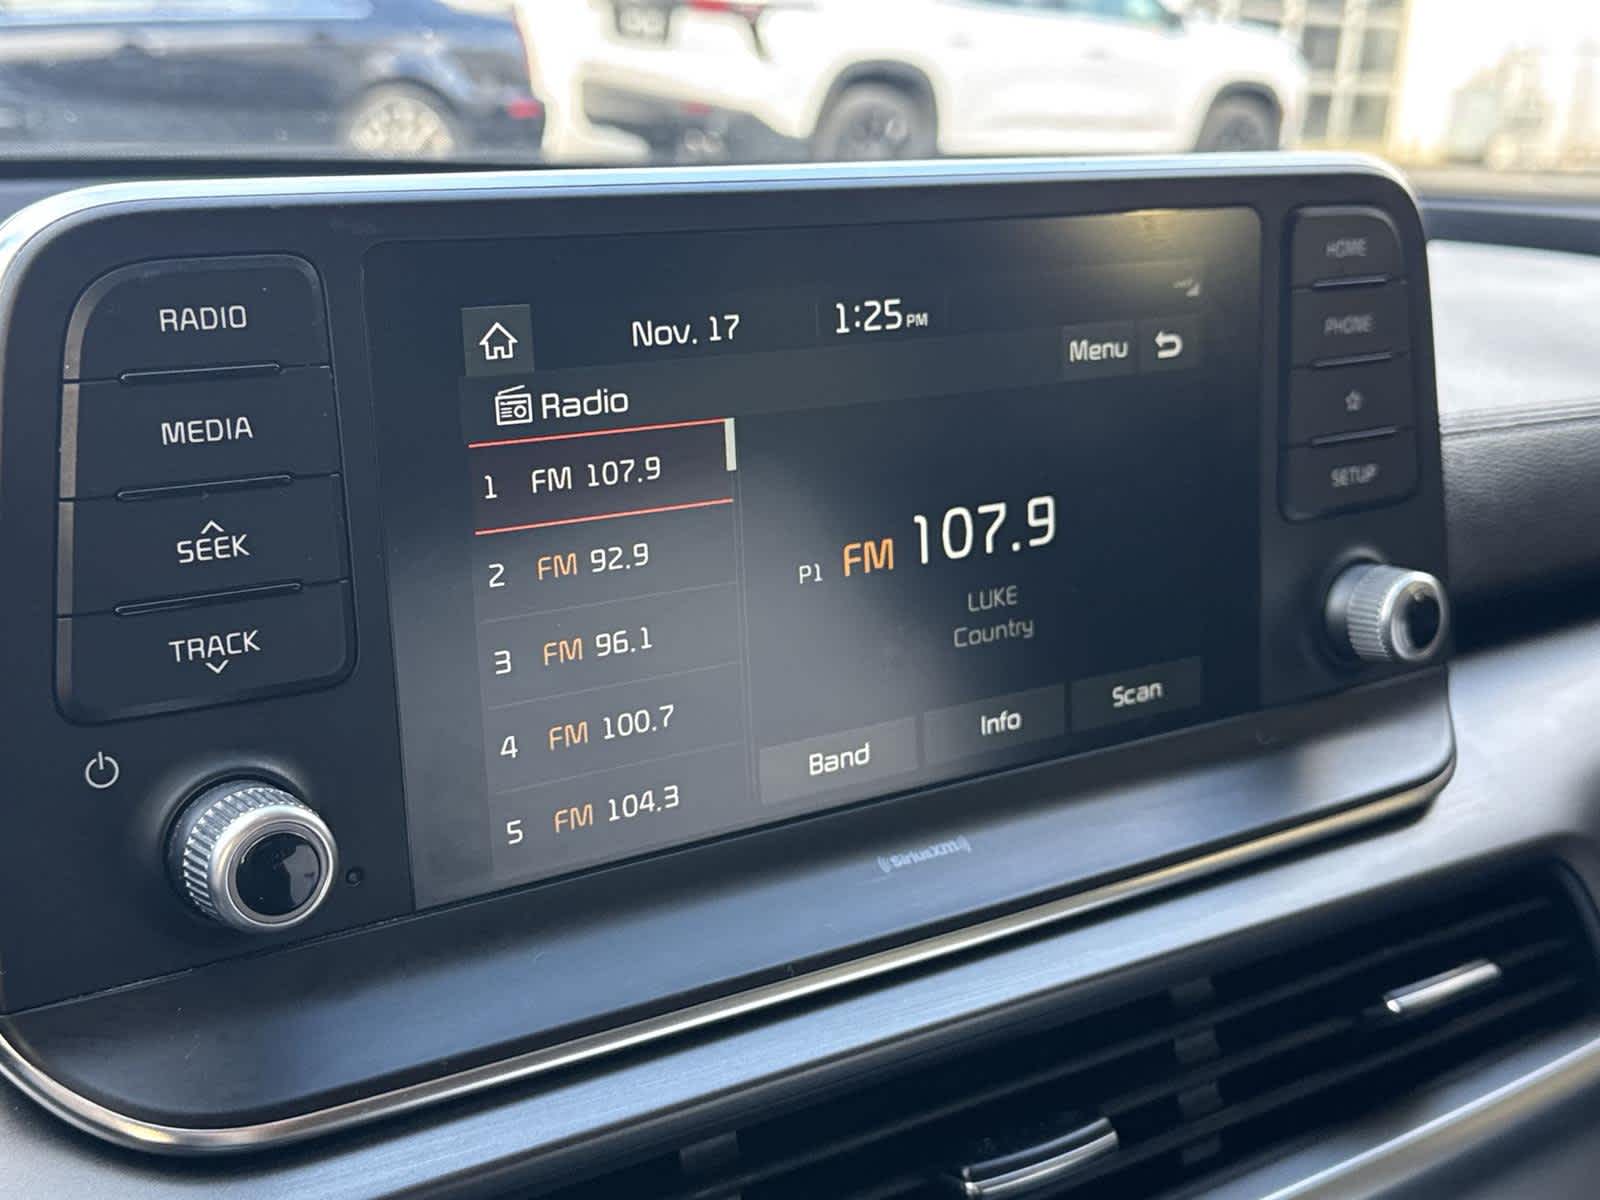 RADIO
MEDIA
SEEK
TRACK
Nov. 17
1:25 PM
Menu
Radio
1 FM 107.9
2 FM 92.9
3 FM 96.1
4 FM 100.7
5 FM 104.3
P1 FM 107.9
LUKE
Country
Band
Info
Scan
HOME
PHONE
SETUP
SiriusXM